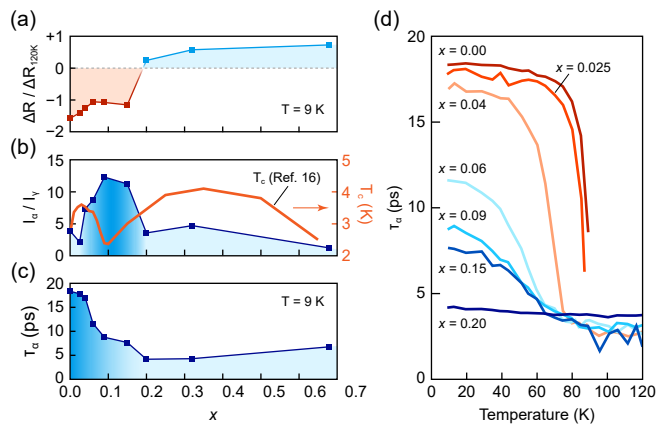 (a)
+1
0
−1
−2
ΔR / ΔR120K
T = 9 K
(b)
15
10
5
0
Iα / Iγ
Tc (Ref. 16)
5
4
3
2
Tc (K)
(c)
20
15
10
5
0
τα (ps)
T = 9 K
0.0 0.1 0.2 0.3 0.4 0.5 0.6 0.7
x
(d)
20
15
10
5
0
τα (ps)
x = 0.00
x = 0.025
x = 0.04
x = 0.06
x = 0.09
x = 0.15
x = 0.20
0 20 40 60 80 100 120
Temperature (K)